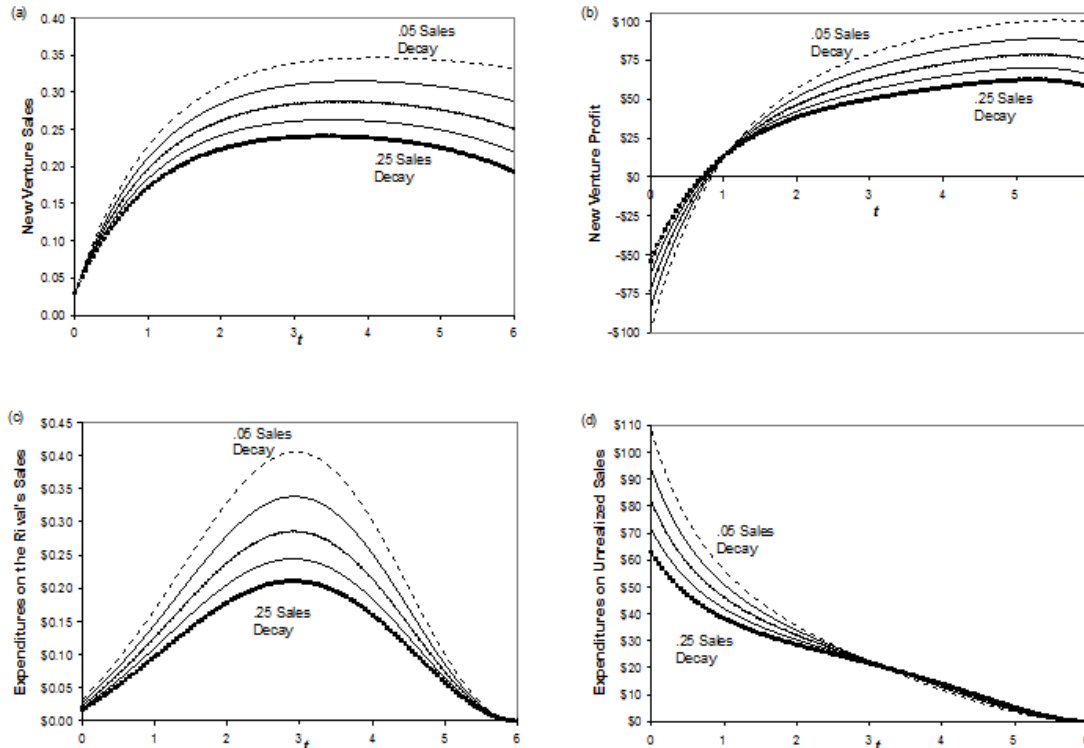 (a)
New Venture Sales
0.40
0.35
0.30
0.25
0.20
0.15
0.10
0.05
0.00
.05 Sales
Decay
.25 Sales
Decay
0 1 2 3 4 5 6
t
(b)
New Venture Profit
$100
$75
$50
$25
$0
-$25
-$50
-$75
-$100
.05 Sales
Decay
.25 Sales
Decay
0 1 2 3 4 5
t
(c)
Expenditures on the Rival's Sales
$0.45
$0.40
$0.35
$0.30
$0.25
$0.20
$0.15
$0.10
$0.05
$0.00
.05 Sales
Decay
.25 Sales
Decay
0 1 2 3 4 5 6
t
(d)
Expenditures on Unrealized Sales
$110
$100
$90
$80
$70
$60
$50
$40
$30
$20
$10
$0
.05 Sales
Decay
.25 Sales
Decay
0 1 2 3 4 5 6
t